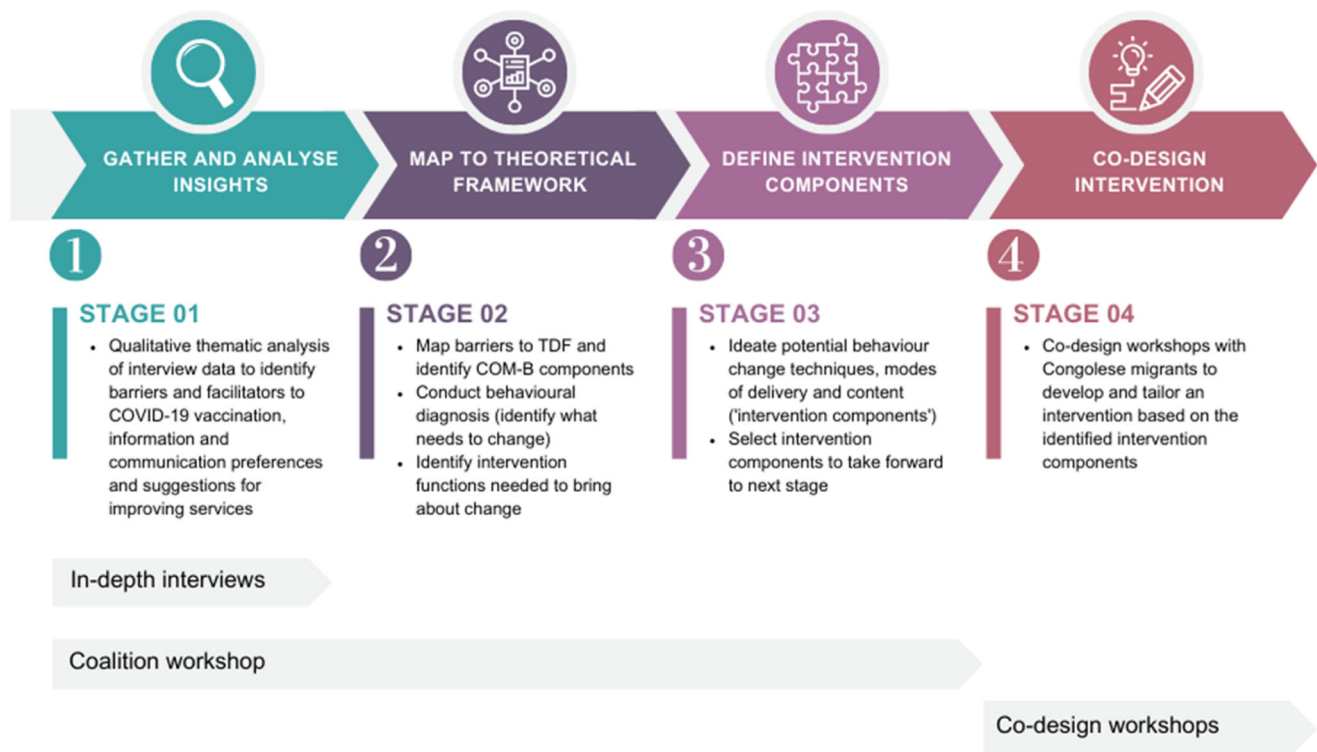 GATHER AND ANALYSE
INSIGHTS
MAP TO THEORETICAL
FRAMEWORK
DEFINE INTERVENTION
COMPONENTS
CO-DESIGN
INTERVENTION
1
2
3
4
STAGE 01
• Qualitative thematic analysis
of interview data to identify
barriers and facilitators to
COVID-19 vaccination,
information and
communication preferences
and suggestions for
improving services
STAGE 02
• Map barriers to TDF and
identify COM-B components
• Conduct behavioural
diagnosis (identify what
needs to change)
• Identify intervention
functions needed to bring
about change
STAGE 03
• Ideate potential behaviour
change techniques, modes
of delivery and content
('intervention components')
• Select intervention
components to take forward
to next stage
STAGE 04
• Co-design workshops with
Congolese migrants to
develop and tailor an
intervention based on the
identified intervention
components
In-depth interviews
Coalition workshop
Co-design workshops